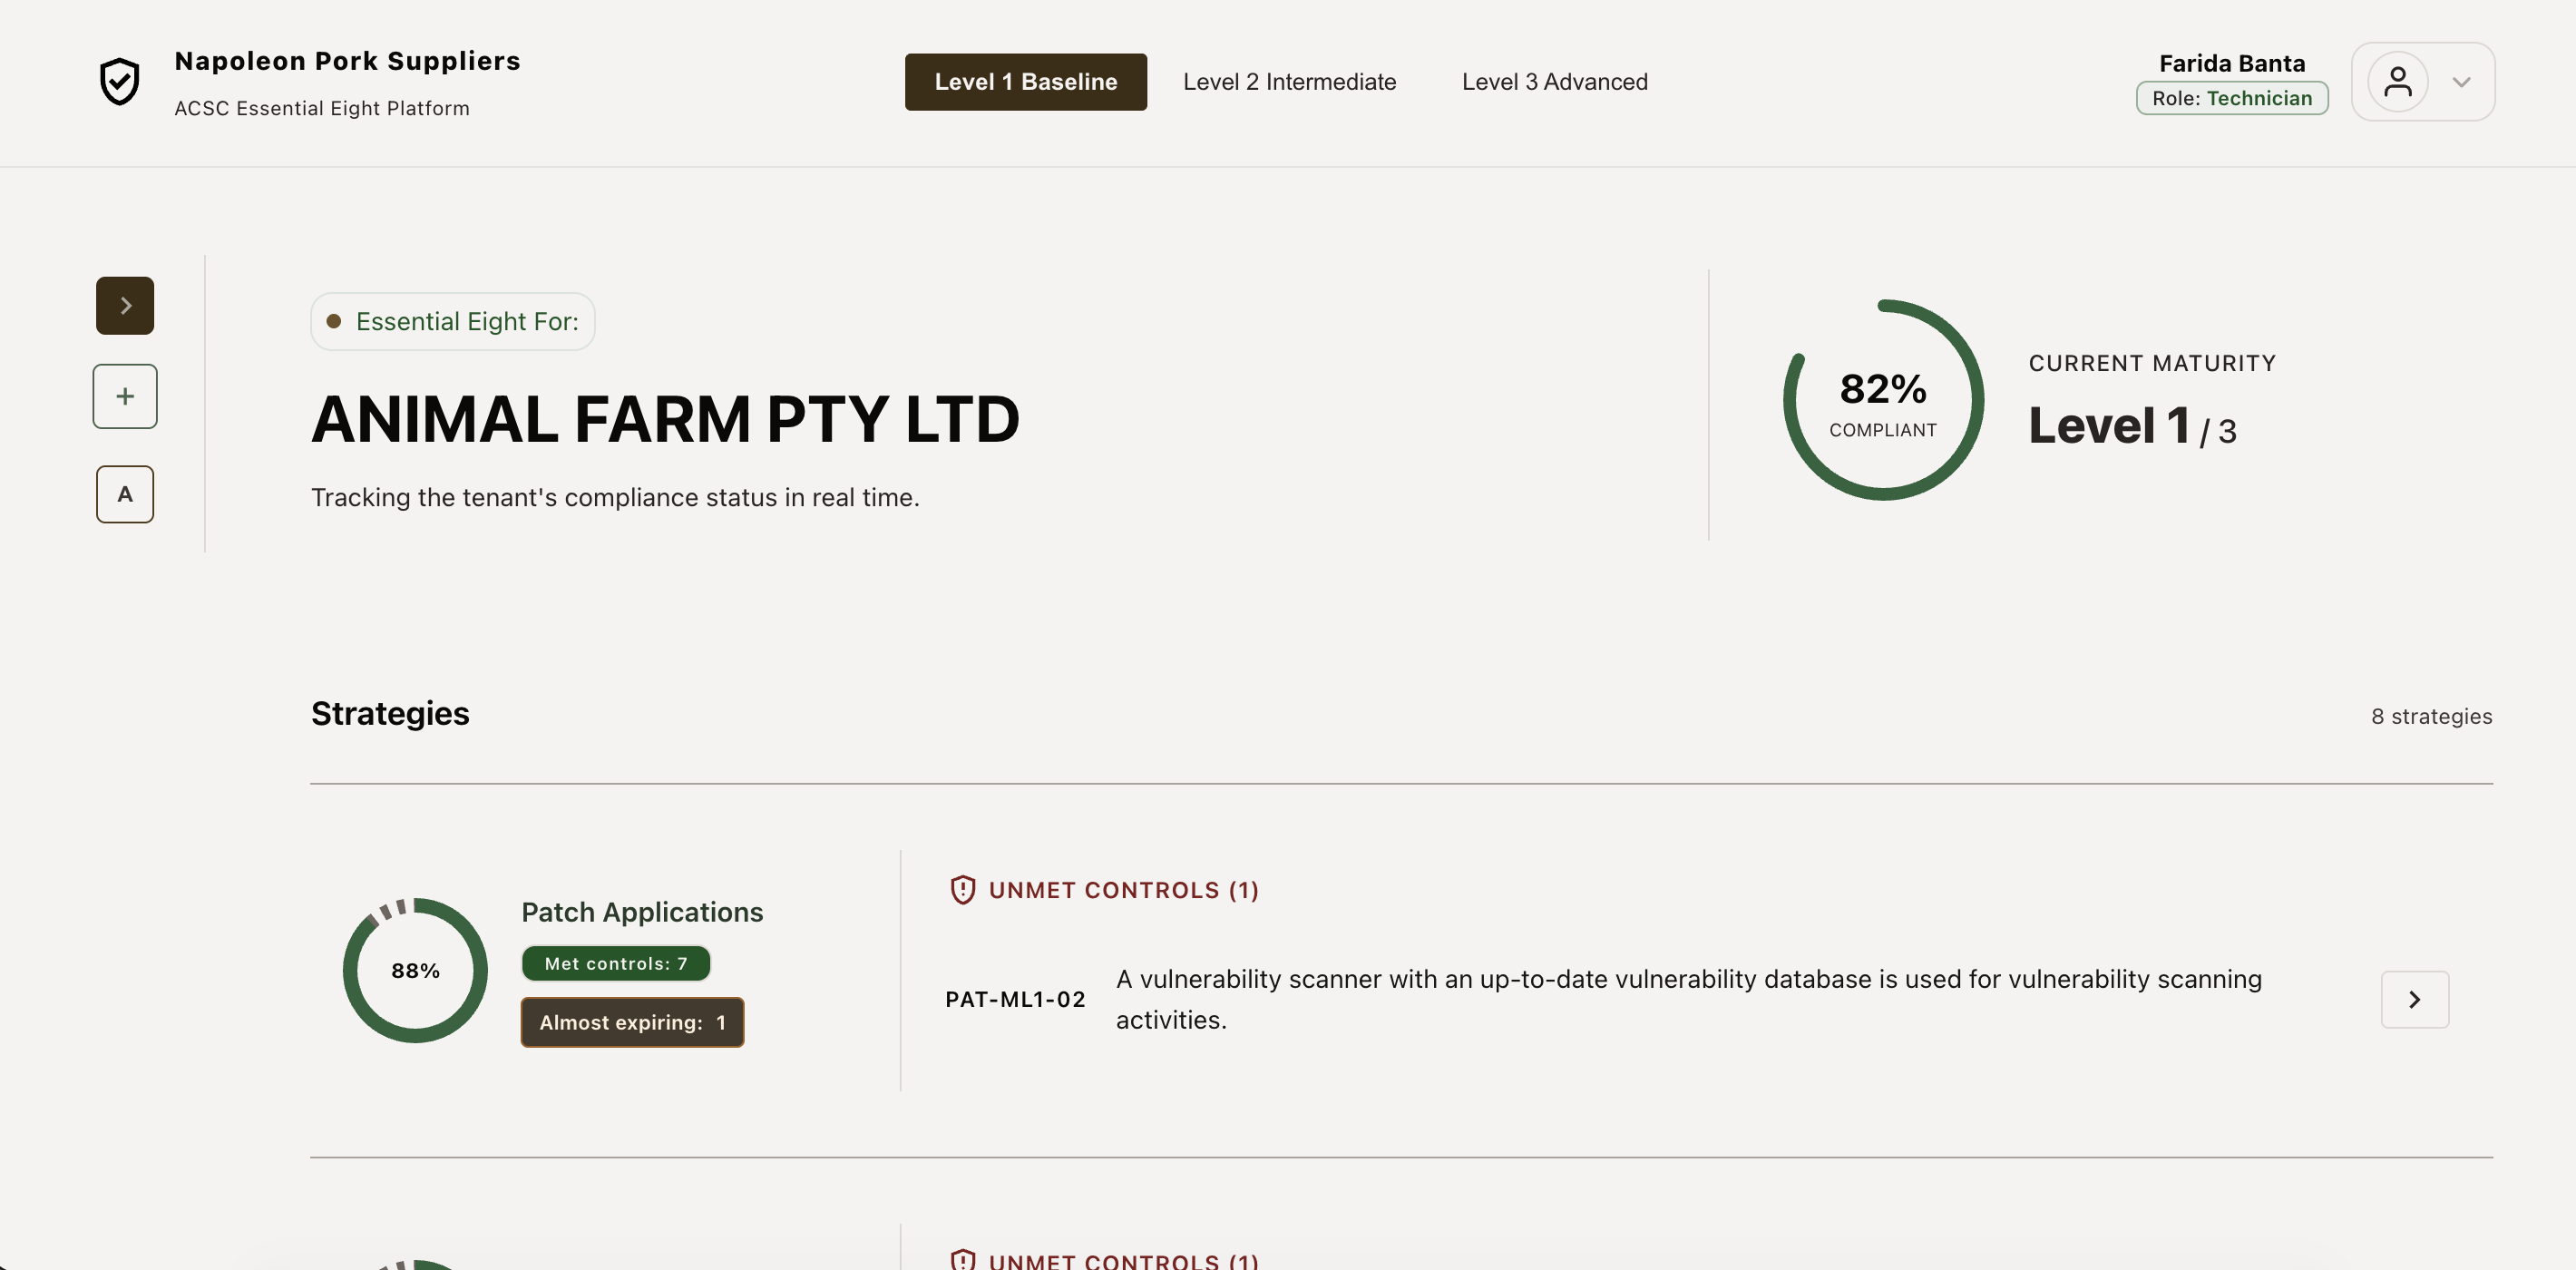 Napoleon Pork Suppliers
ACSC Essential Eight Platform
Level 1 Baseline
Level 2 Intermediate
Level 3 Advanced
Farida Banta
Role: Technician
+
A
Essential Eight For:
ANIMAL FARM PTY LTD
Tracking the tenant's compliance status in real time.
82%
COMPLIANT
CURRENT MATURITY
Level 1 / 3
Strategies
8 strategies
88%
Patch Applications
Met controls: 7
Almost expiring: 1
UNMET CONTROLS (1)
PAT-ML1-02
A vulnerability scanner with an up-to-date vulnerability database is used for vulnerability scanning
activities.
UNMET CONTROLS (1)